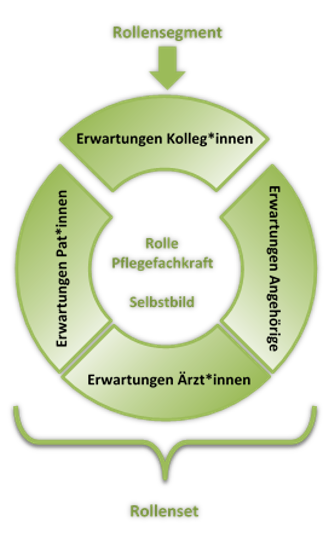 Rollensegment
Erwartungen Kolleg*innen
Erwartungen Pat*innen
Rolle
Pflegefachkraft
Selbstbild
Erwartungen Angehörige
Erwartungen Ärzt*innen
Rollenset